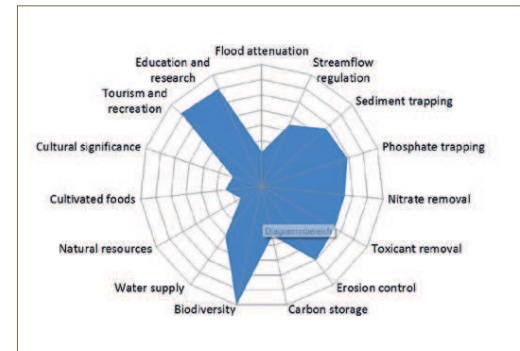 Flood attenuation
Streamflow
regulation
Sediment trapping
Phosphate trapping
Nitrate removal
Toxicant removal
Erosion control
Carbon storage
Biodiversity
Water supply
Natural resources
Cultivated foods
Cultural significance
Tourism and
recreation
Education and
research
Diagrammbereich